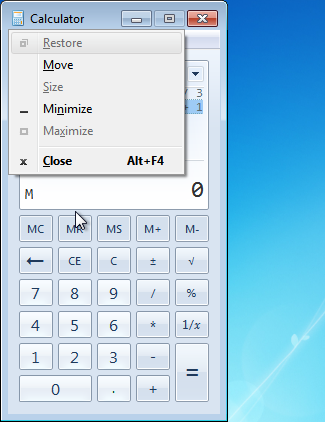 Calculator
Restore
Move
/ 3
Size
+ 1
Minimize
Maximize
x Close Alt+F4
M 0
MC MR MS M+ M-
← CE C ± √
7 8 9 / %
4 5 6 * 1/x
1 2 3 - =
0 . +